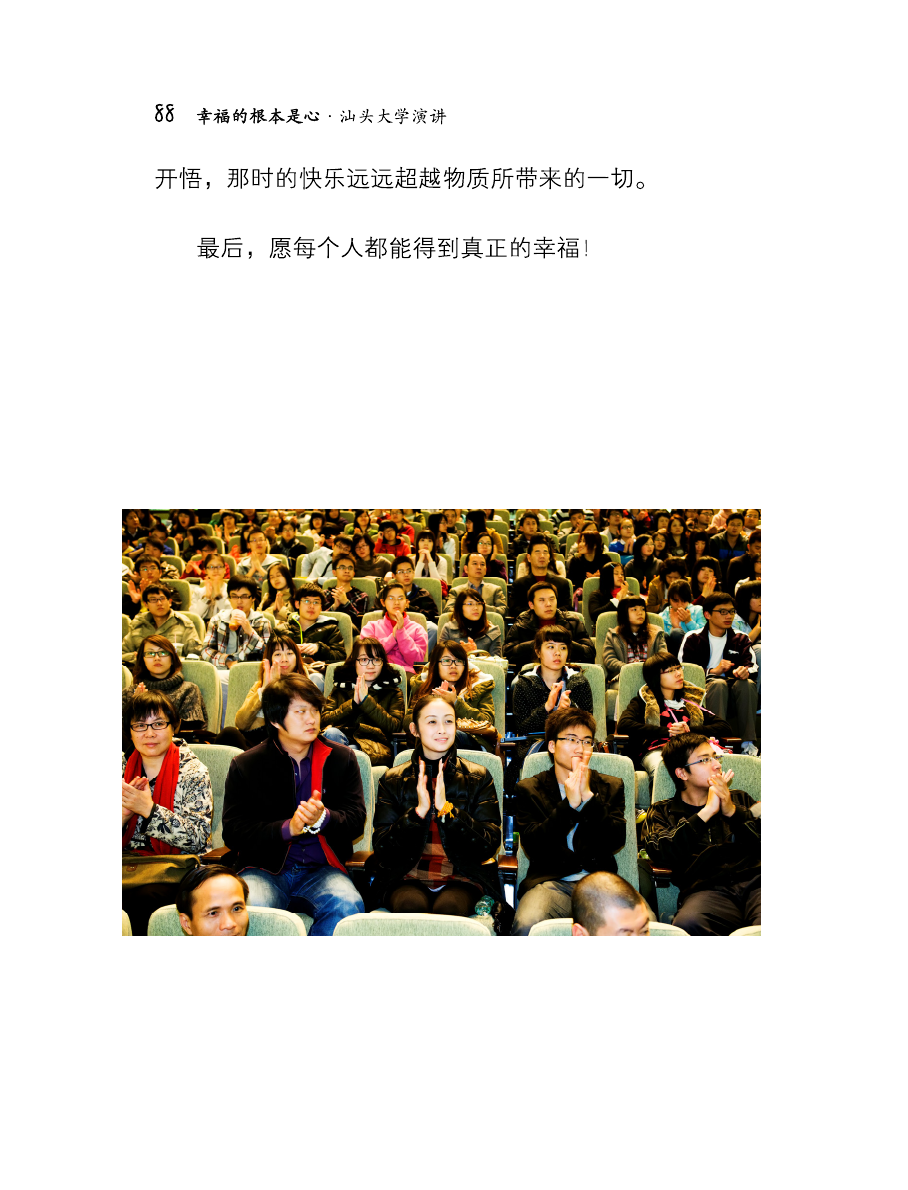 88 幸福的根本是心·汕头大学演讲
开悟，那时的快乐远远超越物质所带来的一切。
最后，愿每个人都能得到真正的幸福！